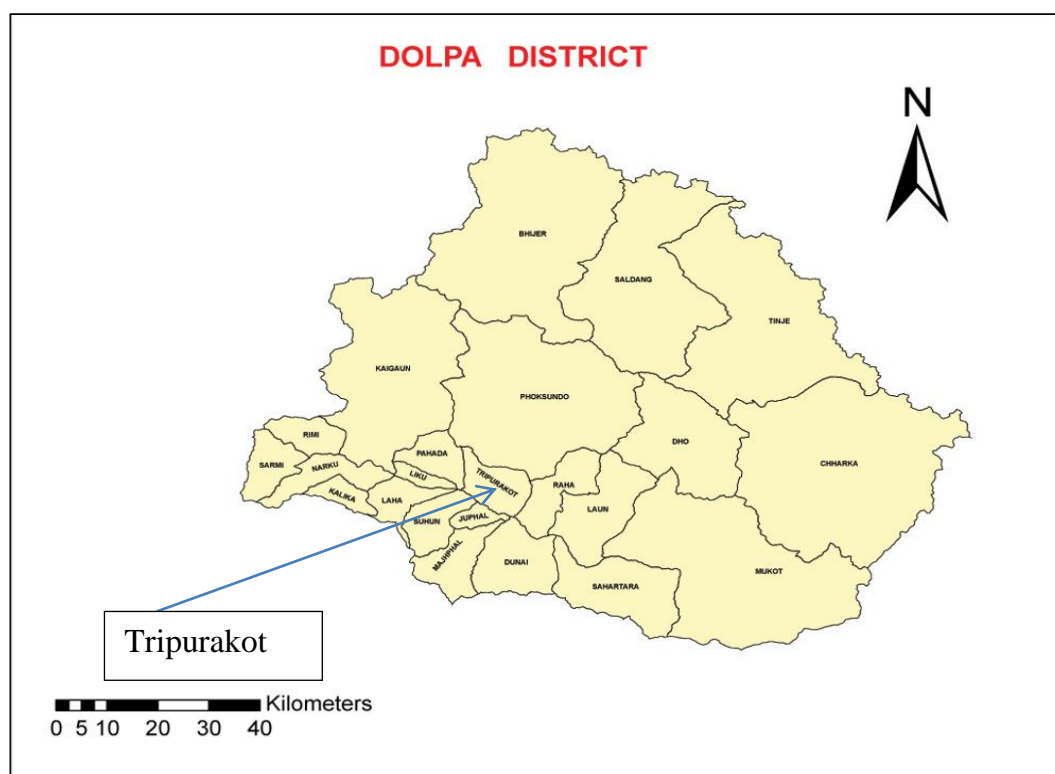 DOLPA DISTRICT
N
BHIJER
SALDANG
TINJE
KAIGAUN
PHOKSUNDO
RIMI
DHO
PAHADA
CHHARKA
SARMI
NARKU
LIKU
TRIPURAKOT
RAHA
KALIKA
LAHA
LAUN
SUHUN
JUPHAL
MAJHPHAL
DUNAI
MUKOT
SAHARTARA
Tripurakot
Kilometers
0 5 10 20 30 40